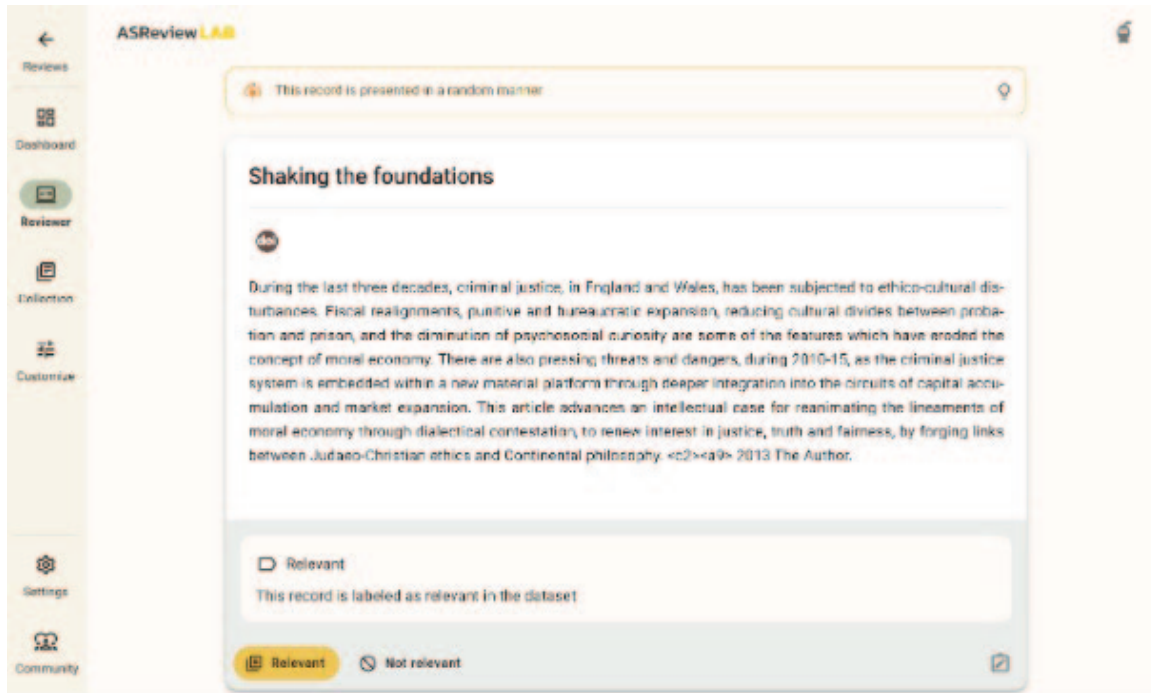 ASReview LAB
Reviews
Dashboard
Reviewer
Collection
Customize
Settings
Community
This record is presented in a random manner
Shaking the foundations
doi
During the last three decades, criminal justice, in England and Wales, has been subjected to ethico-cultural dis-
turbances. Fiscal realignments, punitive and bureaucratic expansion, reducing cultural divides between proba-
tion and prison, and the diminution of psychosocial curiosity are some of the features which have eroded the
concept of moral economy. There are also pressing threats and dangers, during 2010-15, as the criminal justice
system is embedded within a new material platform through deeper integration into the circuits of capital accu-
mulation and market expansion. This article advances an intellectual case for reanimating the lineaments of
moral economy through dialectical contestation, to renew interest in justice, truth and fairness, by forging links
between Judaeo-Christian ethics and Continental philosophy. <c2><a9> 2013 The Author.
Relevant
This record is labeled as relevant in the dataset
Relevant
Not relevant